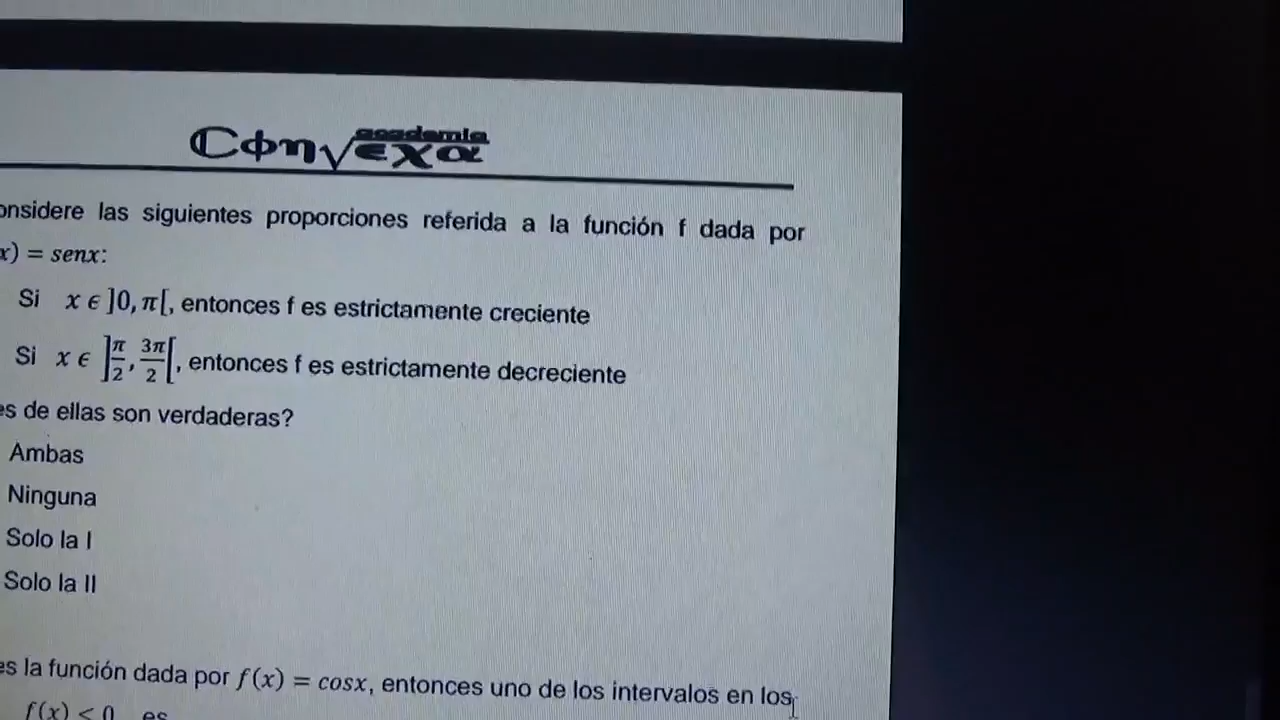 Cφη√εχα academia
onsidere las siguientes proporciones referida a la función f dada por
x) = senx:
Si x ϵ ]0, π[, entonces f es estrictamente creciente
Si x ϵ ]π/2, 3π/2[, entonces f es estrictamente decreciente
es de ellas son verdaderas?
Ambas
Ninguna
Solo la I
Solo la II
es la función dada por f(x) = cosx, entonces uno de los intervalos en los
f(x) < 0 es